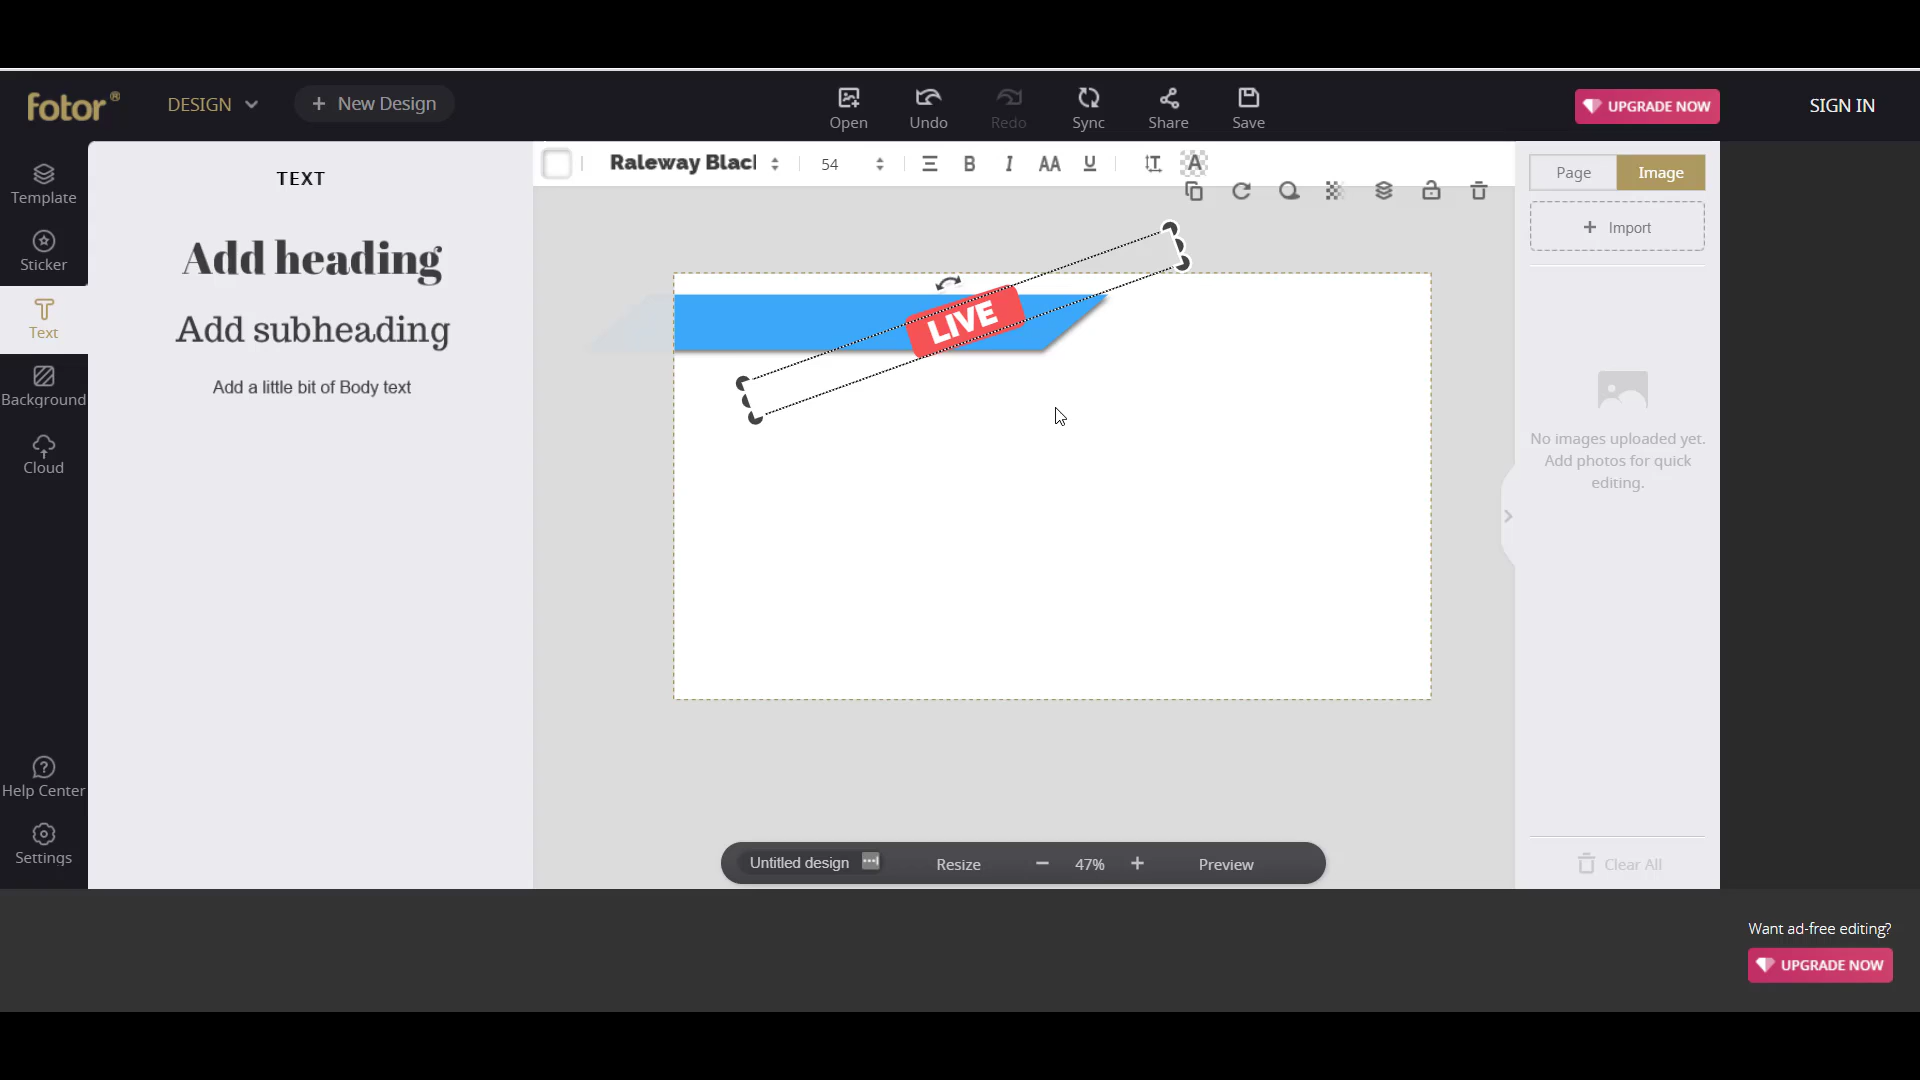 fotor®
DESIGN
+ New Design
Open
Undo
Redo
Sync
Share
Save
UPGRADE NOW
SIGN IN
Template
Sticker
Text
Background
Cloud
Help Center
Settings
TEXT
Add heading
Add subheading
Add a little bit of Body text
Raleway Blac
54
B
I
AA
U
T
A
LIVE
Page
Image
+ Import
No images uploaded yet.
Add photos for quick
editing.
Clear All
Untitled design
Resize
− 47% +
Preview
Want ad-free editing?
UPGRADE NOW